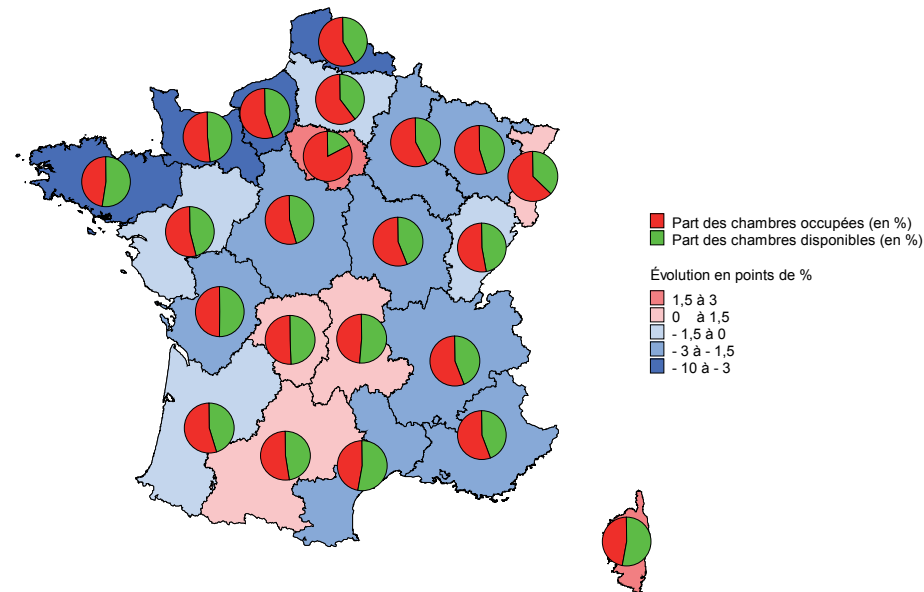 Part des chambres occupées (en %)
Part des chambres disponibles (en %)
Évolution en points de %
1,5 à 3
0 à 1,5
- 1,5 à 0
- 3 à - 1,5
- 10 à - 3